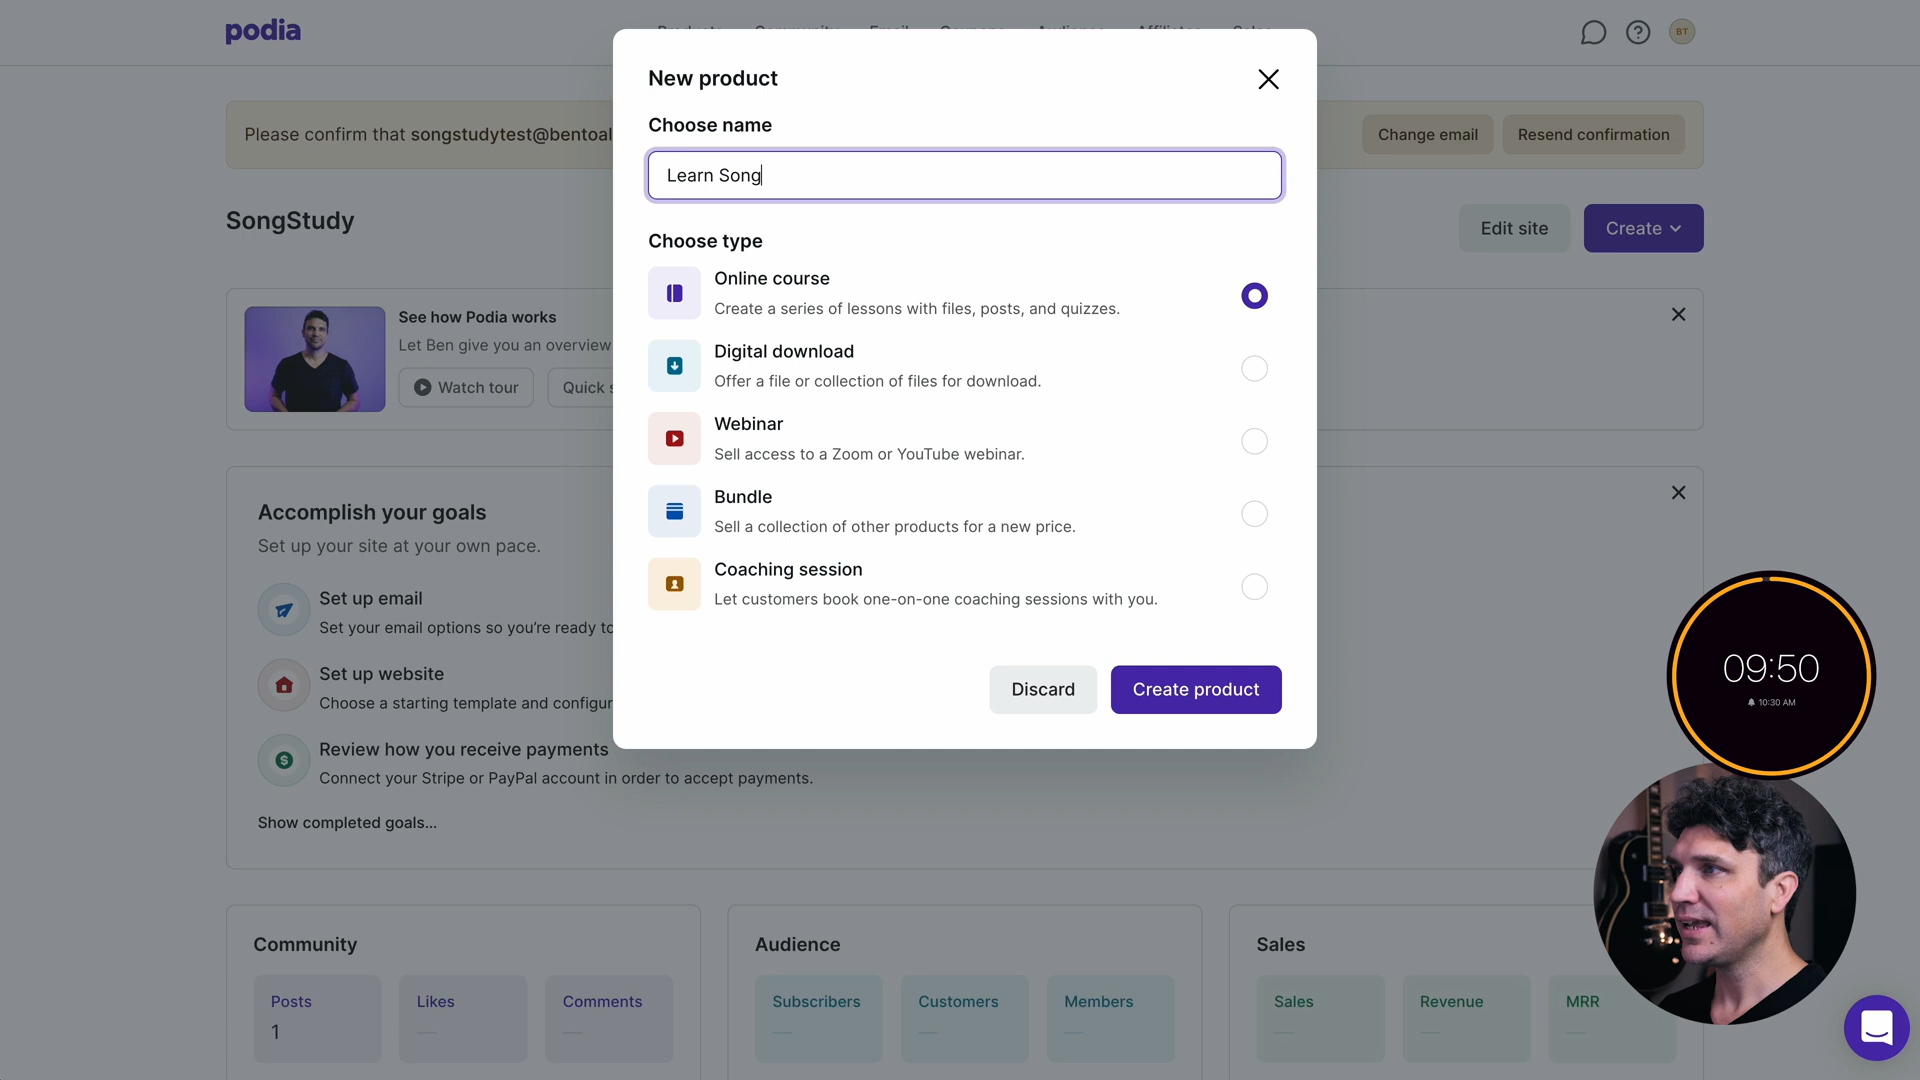 podia
Products Community Email Coupons Audience Affiliates Sales
BT
New product
Choose name
Please confirm that songstudytest@bentoal
Change email
Resend confirmation
Learn Song
SongStudy
Edit site
Create
Choose type
Online course
Create a series of lessons with files, posts, and quizzes.
See how Podia works
Let Ben give you an overview
Watch tour
Quick s
Digital download
Offer a file or collection of files for download.
Webinar
Sell access to a Zoom or YouTube webinar.
Bundle
Sell a collection of other products for a new price.
Coaching session
Let customers book one-on-one coaching sessions with you.
Discard
Create product
Accomplish your goals
Set up your site at your own pace.
Set up email
Set your email options so you're ready to
Set up website
Choose a starting template and configur
Review how you receive payments
Connect your Stripe or PayPal account in order to accept payments.
Show completed goals...
09:50
10:30 AM
Community
Posts
1
Likes
—
Comments
—
Audience
Subscribers
—
Customers
—
Members
—
Sales
Sales
—
Revenue
—
MRR
—